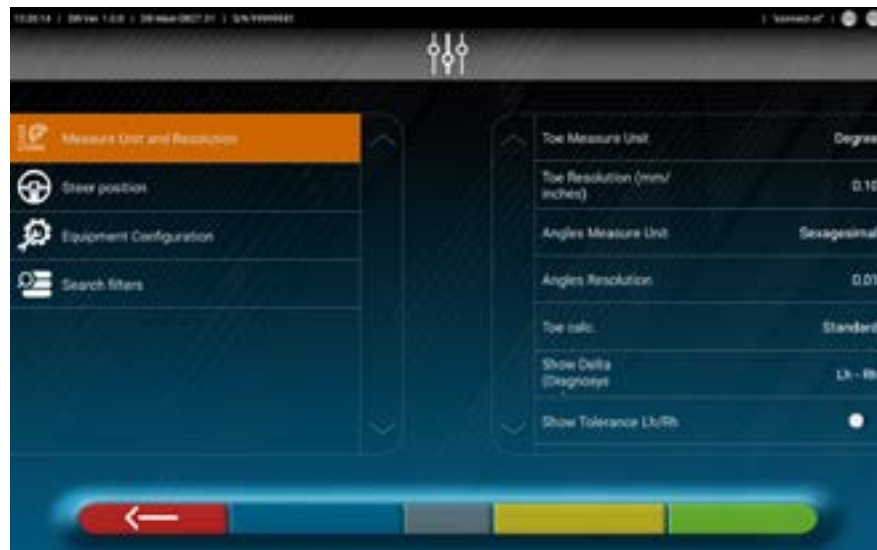 Measure Unit and Resolution
Steer position
Equipment Configuration
Search filters
Toe Measure Unit
Degree
Toe Resolution (mm/
inches)
0.10
Angles Measure Unit
Sexagesimal
Angles Resolution
0.01
Toe calc.
Standard
Show Delta
(Diagnosys
Lh - Rh
Show Tolerance Lh/Rh